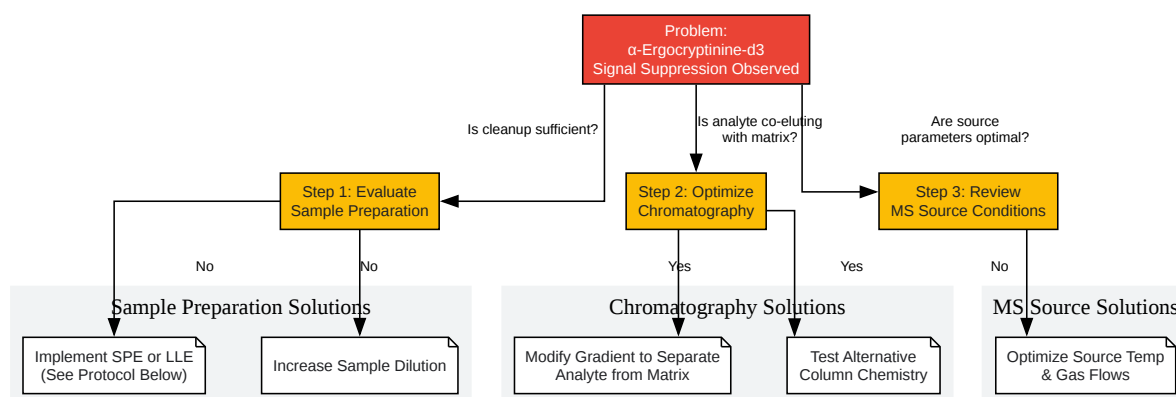 Problem:
α-Ergocryptinine-d3
Signal Suppression Observed
Is cleanup sufficient?
Is analyte co-eluting
with matrix?
Are source
parameters optimal?
Step 1: Evaluate
Sample Preparation
Step 2: Optimize
Chromatography
Step 3: Review
MS Source Conditions
No
No
Yes
Yes
No
Sample Preparation Solutions
Chromatography Solutions
MS Source Solutions
Implement SPE or LLE
(See Protocol Below)
Increase Sample Dilution
Modify Gradient to Separate
Analyte from Matrix
Test Alternative
Column Chemistry
Optimize Source Temp
& Gas Flows